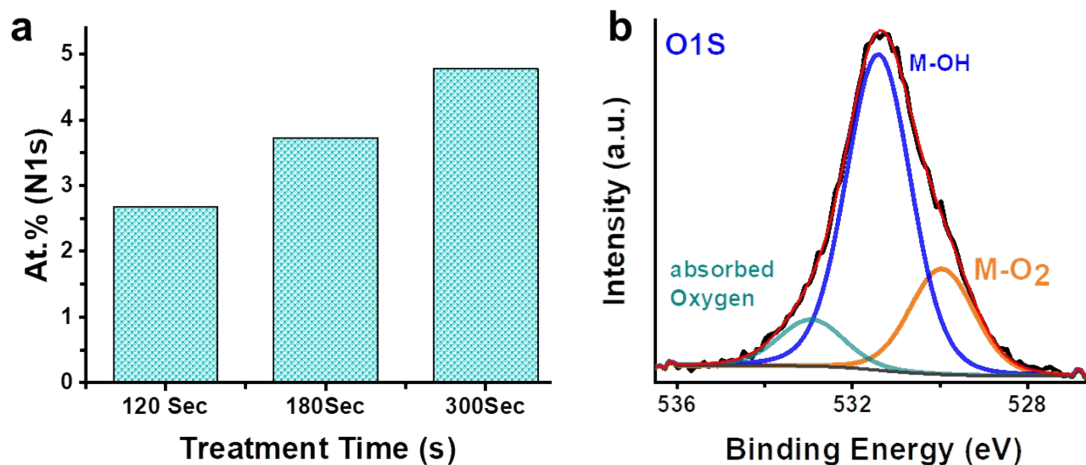 a
At.% (N1s)
5
4
3
2
1
0
120 Sec
180Sec
300Sec
Treatment Time (s)
b
O1S
M-OH
absorbed
Oxygen
M-O2
Intensity (a.u.)
536
532
528
Binding Energy (eV)